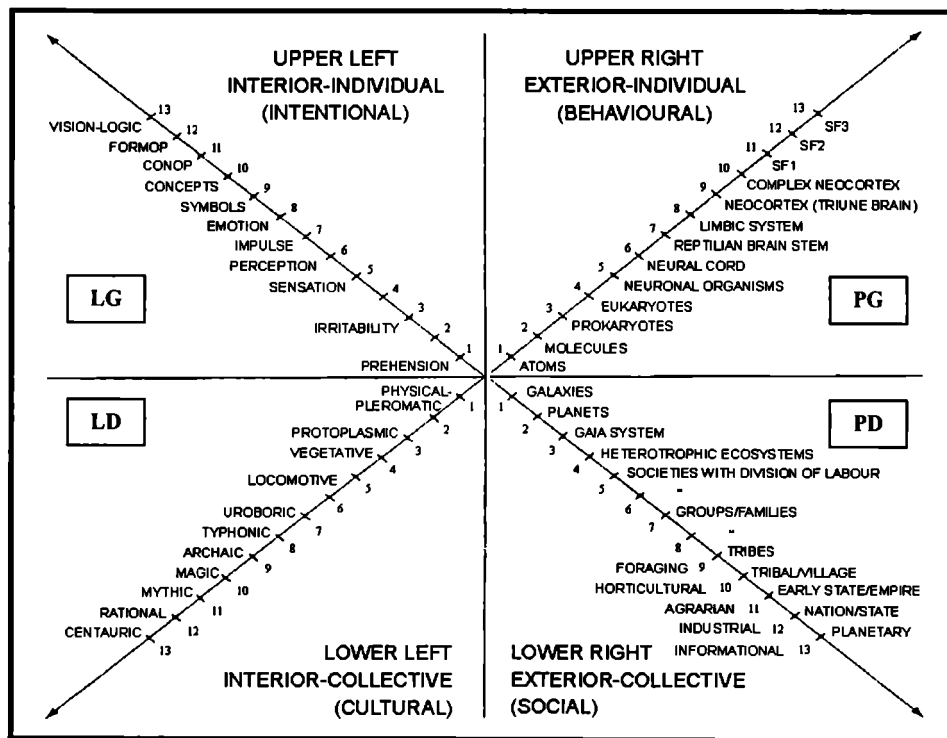 UPPER LEFT
INTERIOR-INDIVIDUAL
(INTENTIONAL)
13
VISION-LOGIC
12
FORMOP
11
CONOP
10
CONCEPTS
9
SYMBOLS
8
EMOTION
7
IMPULSE
6
PERCEPTION
5
SENSATION
4
3
IRRITABILITY
2
1
PREHENSION
LG
UPPER RIGHT
EXTERIOR-INDIVIDUAL
(BEHAVIOURAL)
13
SF3
12
SF2
11
SF1
10
COMPLEX NEOCORTEX
9
NEOCORTEX (TRIUNE BRAIN)
8
LIMBIC SYSTEM
7
REPTILIAN BRAIN STEM
6
NEURAL CORD
5
NEURONAL ORGANISMS
4
EUKARYOTES
3
PROKARYOTES
2
MOLECULES
1
ATOMS
PG
PHYSICAL-
PLEROMATIC
1
2
PROTOPLASMIC
3
VEGETATIVE
4
LOCOMOTIVE
5
6
UROBORIC
7
TYPHONIC
8
ARCHAIC
9
MAGIC
10
MYTHIC
11
RATIONAL
12
CENTAURIC
13
LD
LOWER LEFT
INTERIOR-COLLECTIVE
(CULTURAL)
GALAXIES
1
PLANETS
2
GAIA SYSTEM
3
HETEROTROPHIC ECOSYSTEMS
4
SOCIETIES WITH DIVISION OF LABOUR
5
"
6
GROUPS/FAMILIES
7
"
8
TRIBES
FORAGING 9
TRIBAL/VILLAGE
HORTICULTURAL 10
EARLY STATE/EMPIRE
AGRARIAN 11
NATION/STATE
INDUSTRIAL 12
PLANETARY
INFORMATIONAL 13
PD
LOWER RIGHT
EXTERIOR-COLLECTIVE
(SOCIAL)